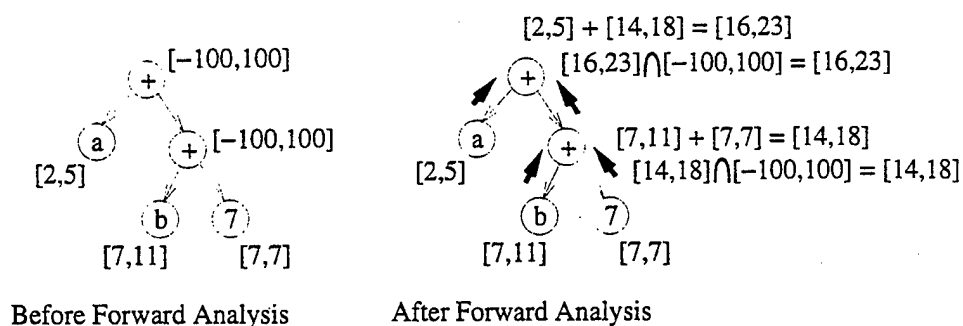 [2,5] + [14,18] = [16,23]
[-100,100]
[16,23]⋂[-100,100] = [16,23]
+
+
a
[-100,100]
+
[2,5]
a
[7,11] + [7,7] = [14,18]
+
[2,5]
[14,18]⋂[-100,100] = [14,18]
b
7
b
7
[7,11]
[7,7]
[7,11]
[7,7]
Before Forward Analysis
After Forward Analysis